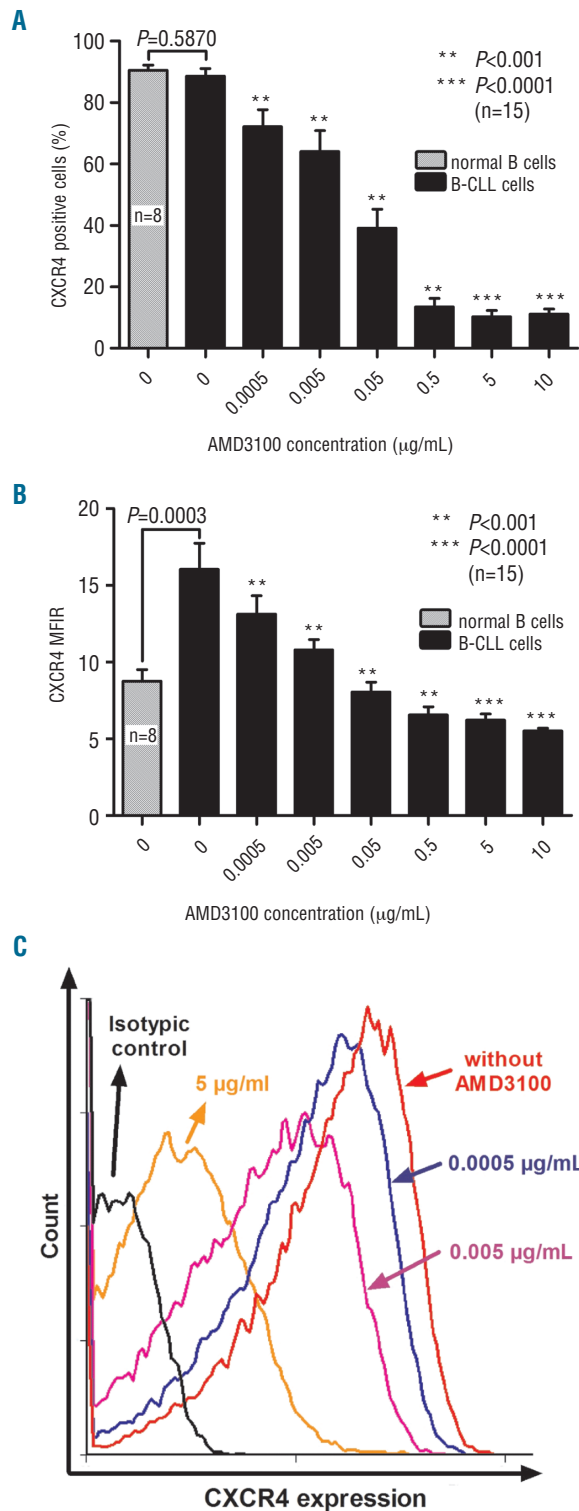 A
P=0.5870
** P<0.001
*** P<0.0001
(n=15)
normal B cells
B-CLL cells
CXCR4 positive cells (%)
100
80
60
40
20
0
n=8
**
**
**
**
***
***
0
0
0.0005
0.005
0.05
0.5
5
10
AMD3100 concentration (μg/mL)
B
P=0.0003
** P<0.001
*** P<0.0001
(n=15)
normal B cells
B-CLL cells
CXCR4 MFIR
20
15
10
5
0
n=8
**
**
**
**
***
***
0
0
0.0005
0.005
0.05
0.5
5
10
AMD3100 concentration (μg/mL)
C
Isotypic
control
5 μg/ml
without
AMD3100
0.0005 μg/mL
0.005 μg/mL
Count
CXCR4 expression